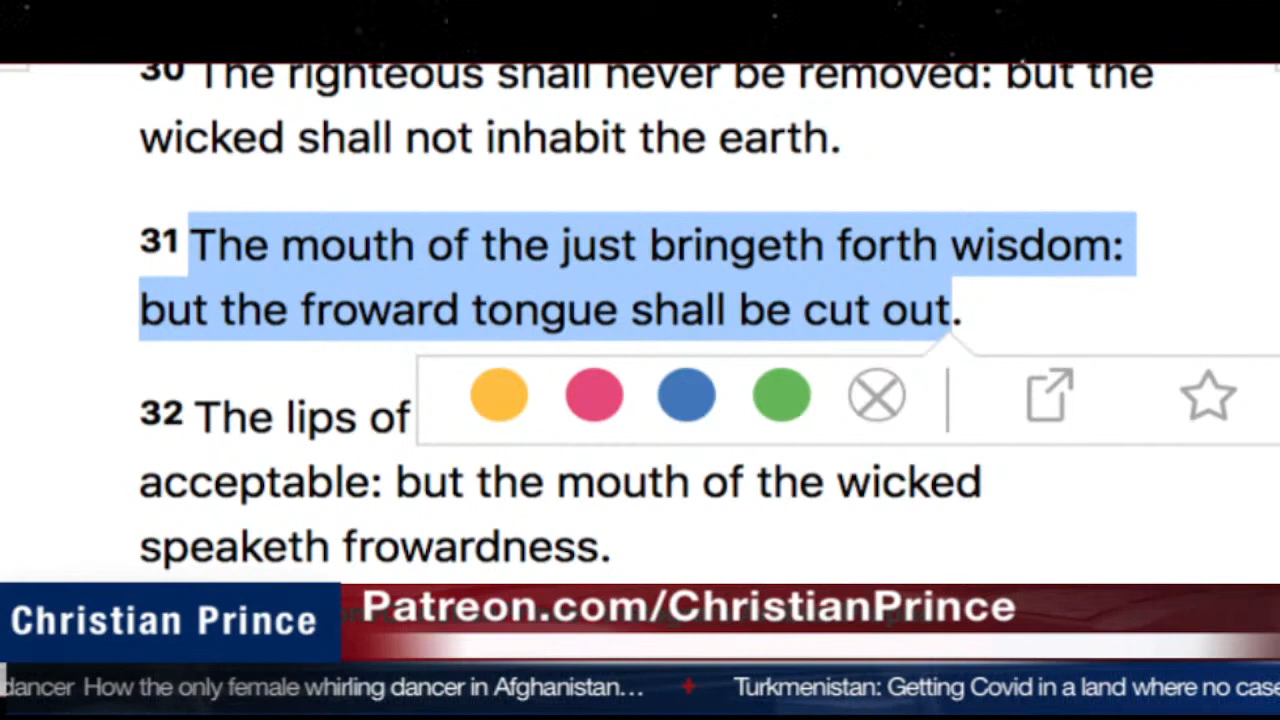 30 The righteous shall never be removed: but the
wicked shall not inhabit the earth.
31 The mouth of the just bringeth forth wisdom:
but the froward tongue shall be cut out.
32 The lips of
acceptable: but the mouth of the wicked
speaketh frowardness.
Christian Prince
Patreon.com/ChristianPrince
dancer How the only female whirling dancer in Afghanistan... Turkmenistan: Getting Covid in a land where no case